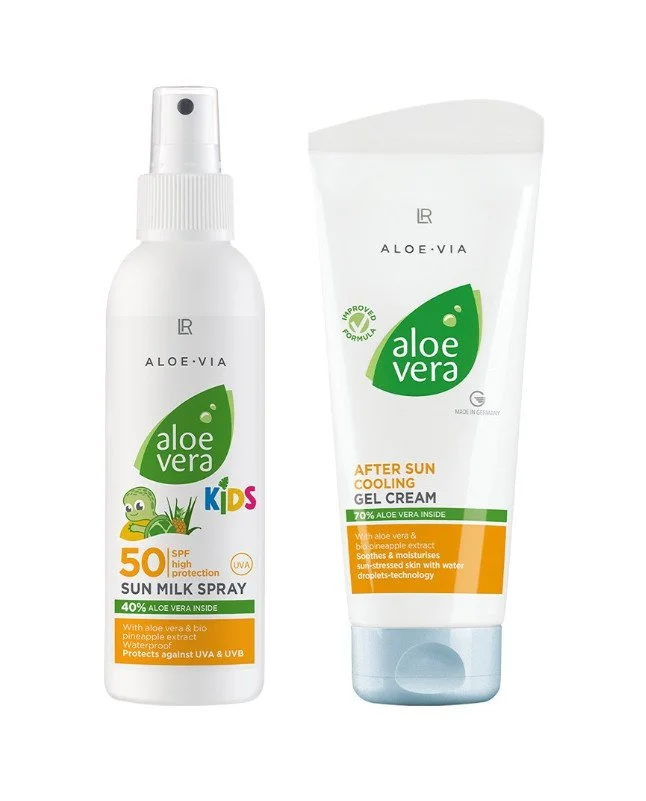 LR
ALOE·VIA
aloe
vera
KiDS
50
SPF
high
protection
UVA
SUN MILK SPRAY
40% ALOE VERA INSIDE
With aloe vera & bio
pineapple extract
Waterproof
Protects against UVA & UVB
LR
ALOE·VIA
IMPROVED
FORMULA
aloe
vera
MADE IN GERMANY
AFTER SUN
COOLING
GEL CREAM
70% ALOE VERA INSIDE
With aloe vera &
bio pineapple extract
Soothes & moisturises
sun-stressed skin with water
droplets-technology